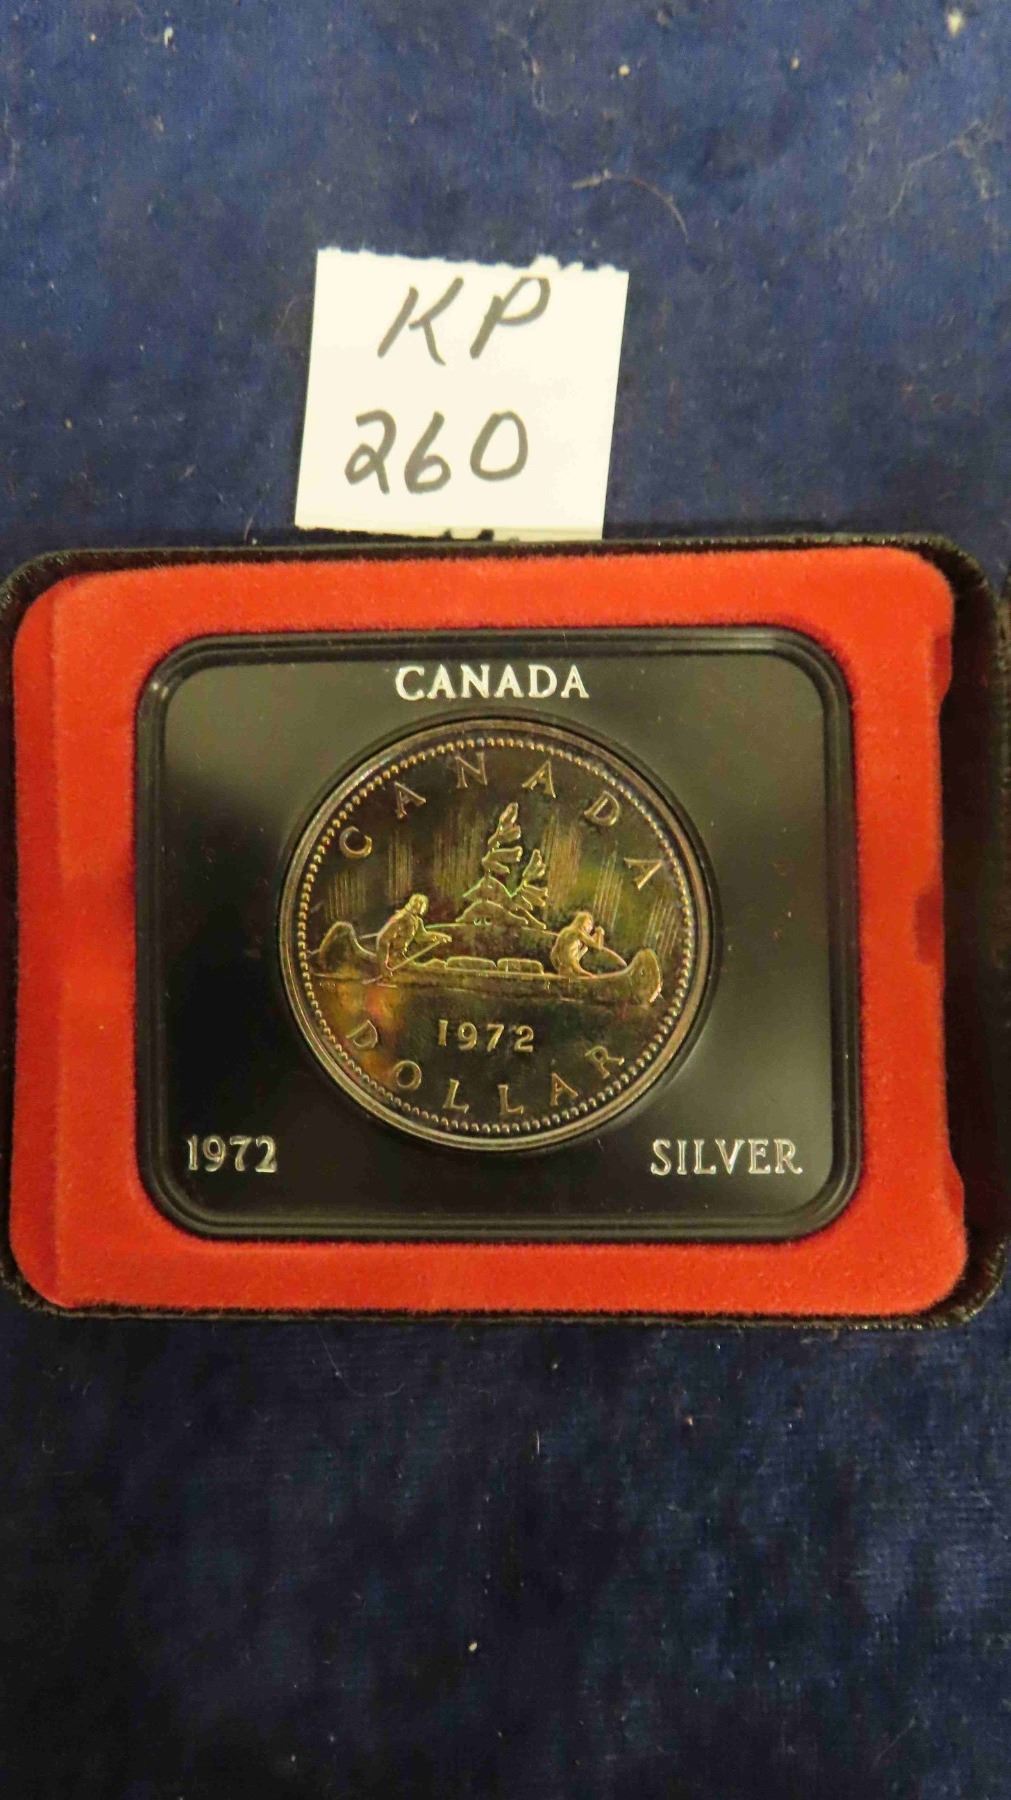 KP
260
CANADA
CANADA
1972
DOLLAR
1972
SILVER